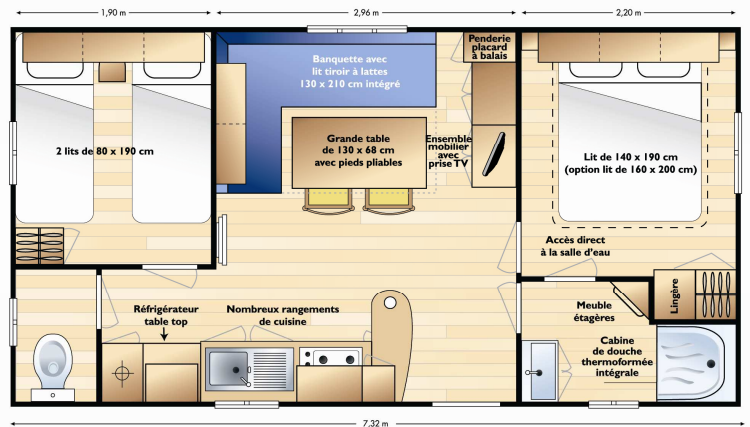 1,90 m
2,96 m
2,20 m
Banquette avec
lit tiroir à lattes
130 x 210 cm intégré
Penderie
placard
à balais
2 lits de 80 x 190 cm
Grande table
de 130 x 68 cm
avec pieds pliables
Ensemble
mobilier
avec
prise TV
Lit de 140 x 190 cm
(option lit de 160 x 200 cm)
Accès direct
à la salle d'eau
Réfrigérateur
table top
Nombreux rangements
de cuisine
Meuble
étagères
Lingère
Cabine
de douche
thermoformée
intégrale
7,32 m